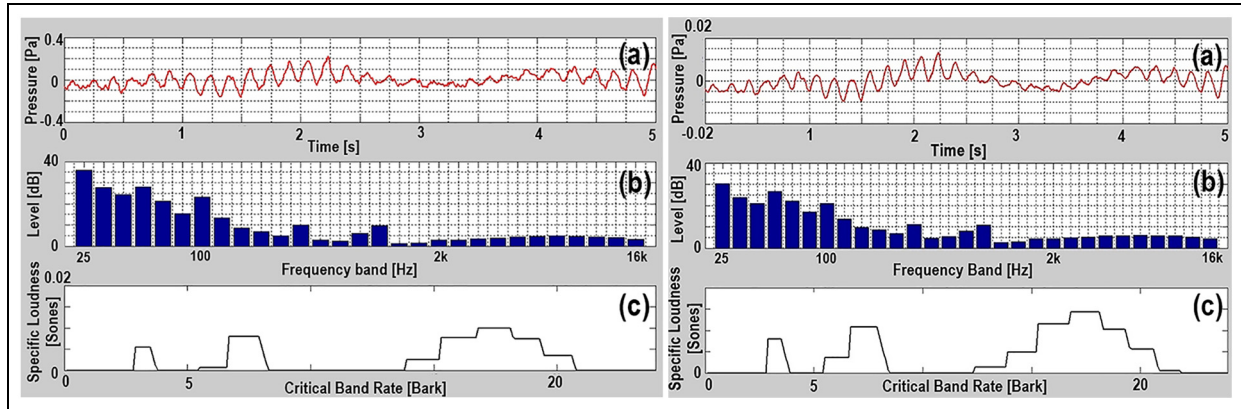 0.4
Pressure [Pa]
0
-0.4
(a)
0 1 2 3 4 5
Time [s]
40
Level [dB]
0
(b)
25 100 2k 16k
Frequency band [Hz]
0.02
Specific Loudness
[Sones]
(c)
0 5 20
Critical Band Rate [Bark]
0.02
Pressure [Pa]
0
-0.02
(a)
1 2 3 4 5
Time [s]
40
Level [dB]
0
(b)
25 100 2k 16k
Frequency Band [Hz]
Specific Loudness
[Sones]
(c)
0 5 20
Critical Band Rate [Bark]